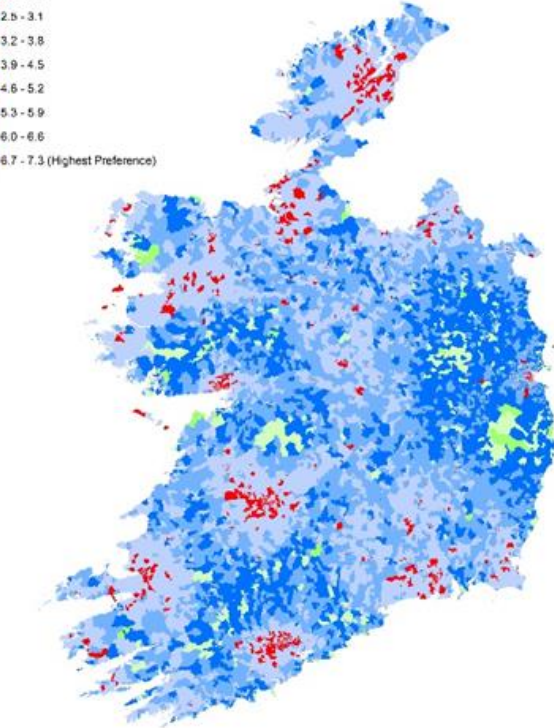 2.5 - 3.1
3.2 - 3.8
3.9 - 4.5
4.6 - 5.2
5.3 - 5.9
6.0 - 6.6
6.7 - 7.3 (Highest Preference)